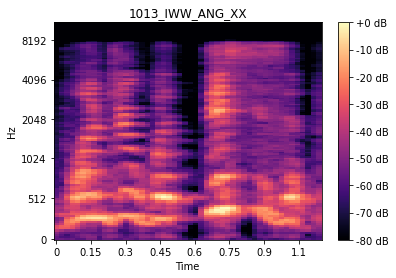 1013_IWW_ANG_XX
+0 dB
8192
-10 dB
4096
-20 dB
-30 dB
2048
Hz
-40 dB
1024
-50 dB
512
-60 dB
-70 dB
0
-80 dB
0 0.15 0.3 0.45 0.6 0.75 0.9 1.1
Time